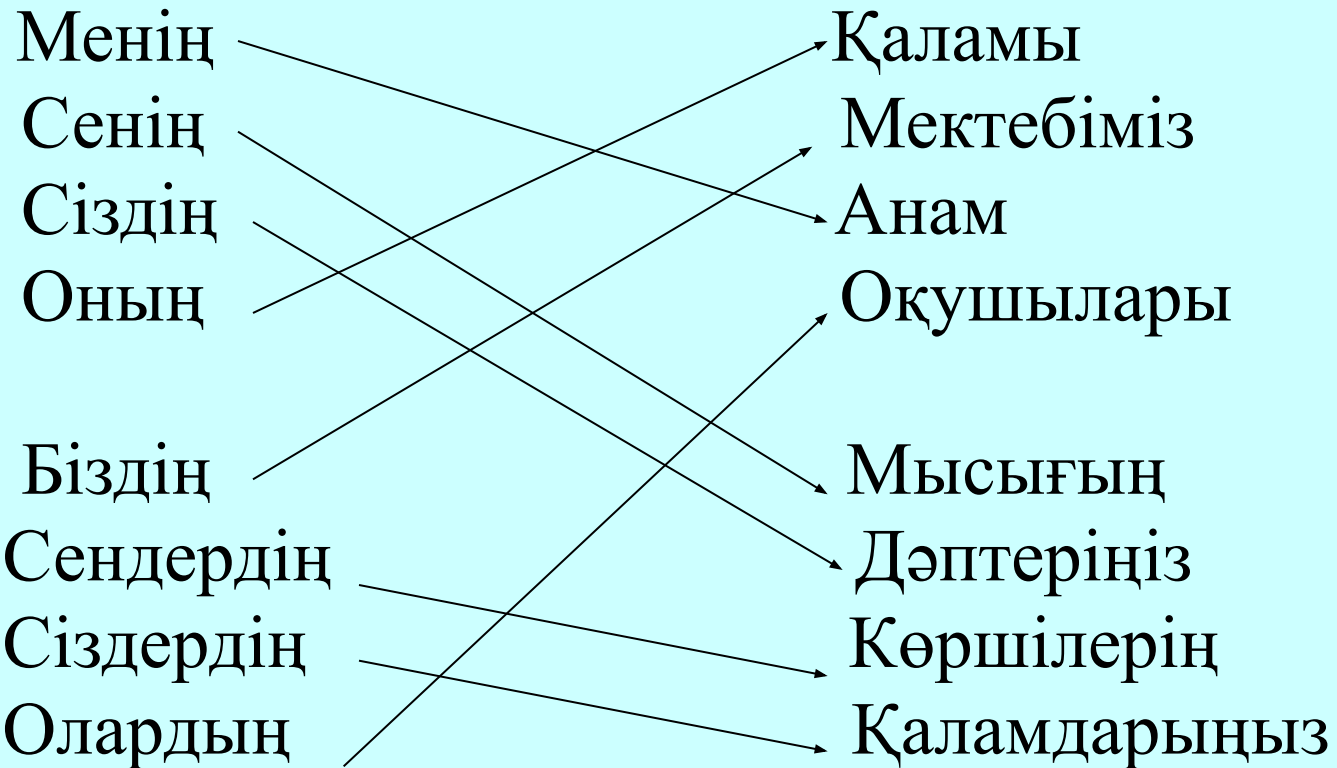 Менің Қаламы
Сенің Мектебіміз
Сіздің Анам
Оның Оқушылары
Біздің Мысығың
Сендердің Дәптеріңіз
Сіздердің Көршілерің
Олардың Қаламдарыңыз